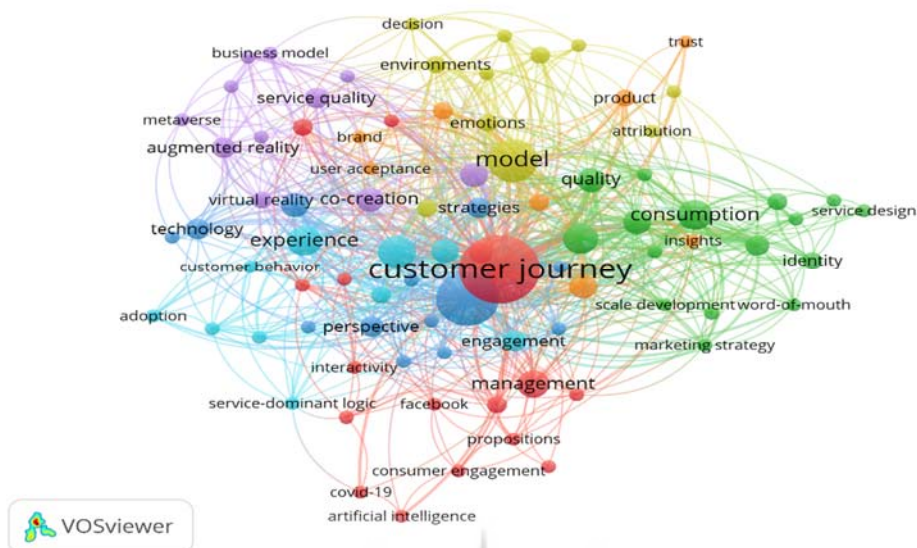 decision
trust
business model
environments
service quality
product
metaverse
emotions
attribution
brand
augmented reality
model
user acceptance
quality
virtual reality
co-creation
strategies
consumption
service design
technology
experience
insights
customer behavior
customer journey
identity
adoption
scale development
word-of-mouth
perspective
engagement
marketing strategy
interactivity
management
service-dominant logic
facebook
propositions
consumer engagement
covid-19
artificial intelligence
VOSviewer